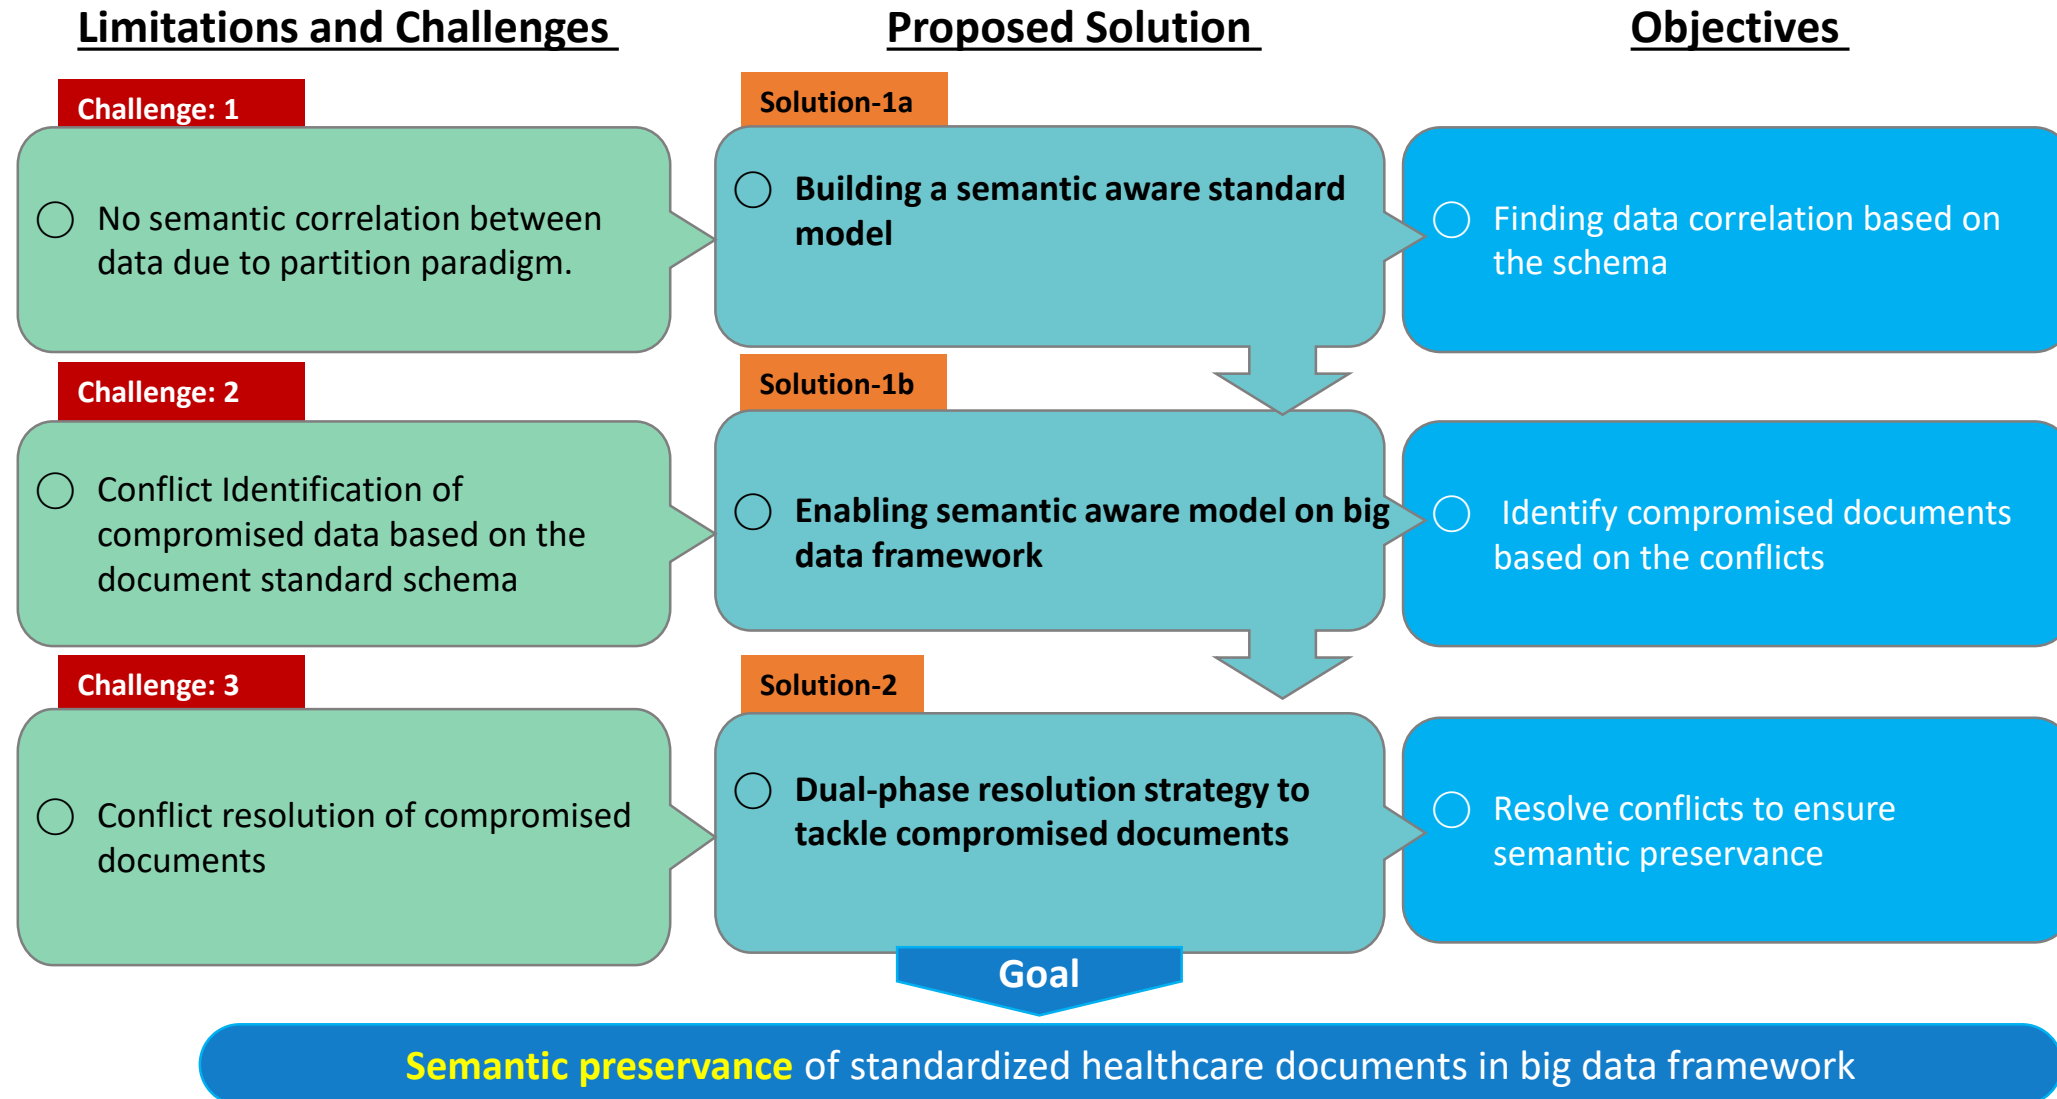 Limitations and Challenges
Proposed Solution
Objectives
Challenge: 1
No semantic correlation between
data due to partition paradigm.
Solution-1a
Building a semantic aware standard
model
Finding data correlation based on
the schema
Challenge: 2
Conflict Identification of
compromised data based on the
document standard schema
Solution-1b
Enabling semantic aware model on big
data framework
Identify compromised documents
based on the conflicts
Challenge: 3
Conflict resolution of compromised
documents
Solution-2
Dual-phase resolution strategy to
tackle compromised documents
Resolve conflicts to ensure
semantic preservance
Goal
Semantic preservance of standardized healthcare documents in big data framework